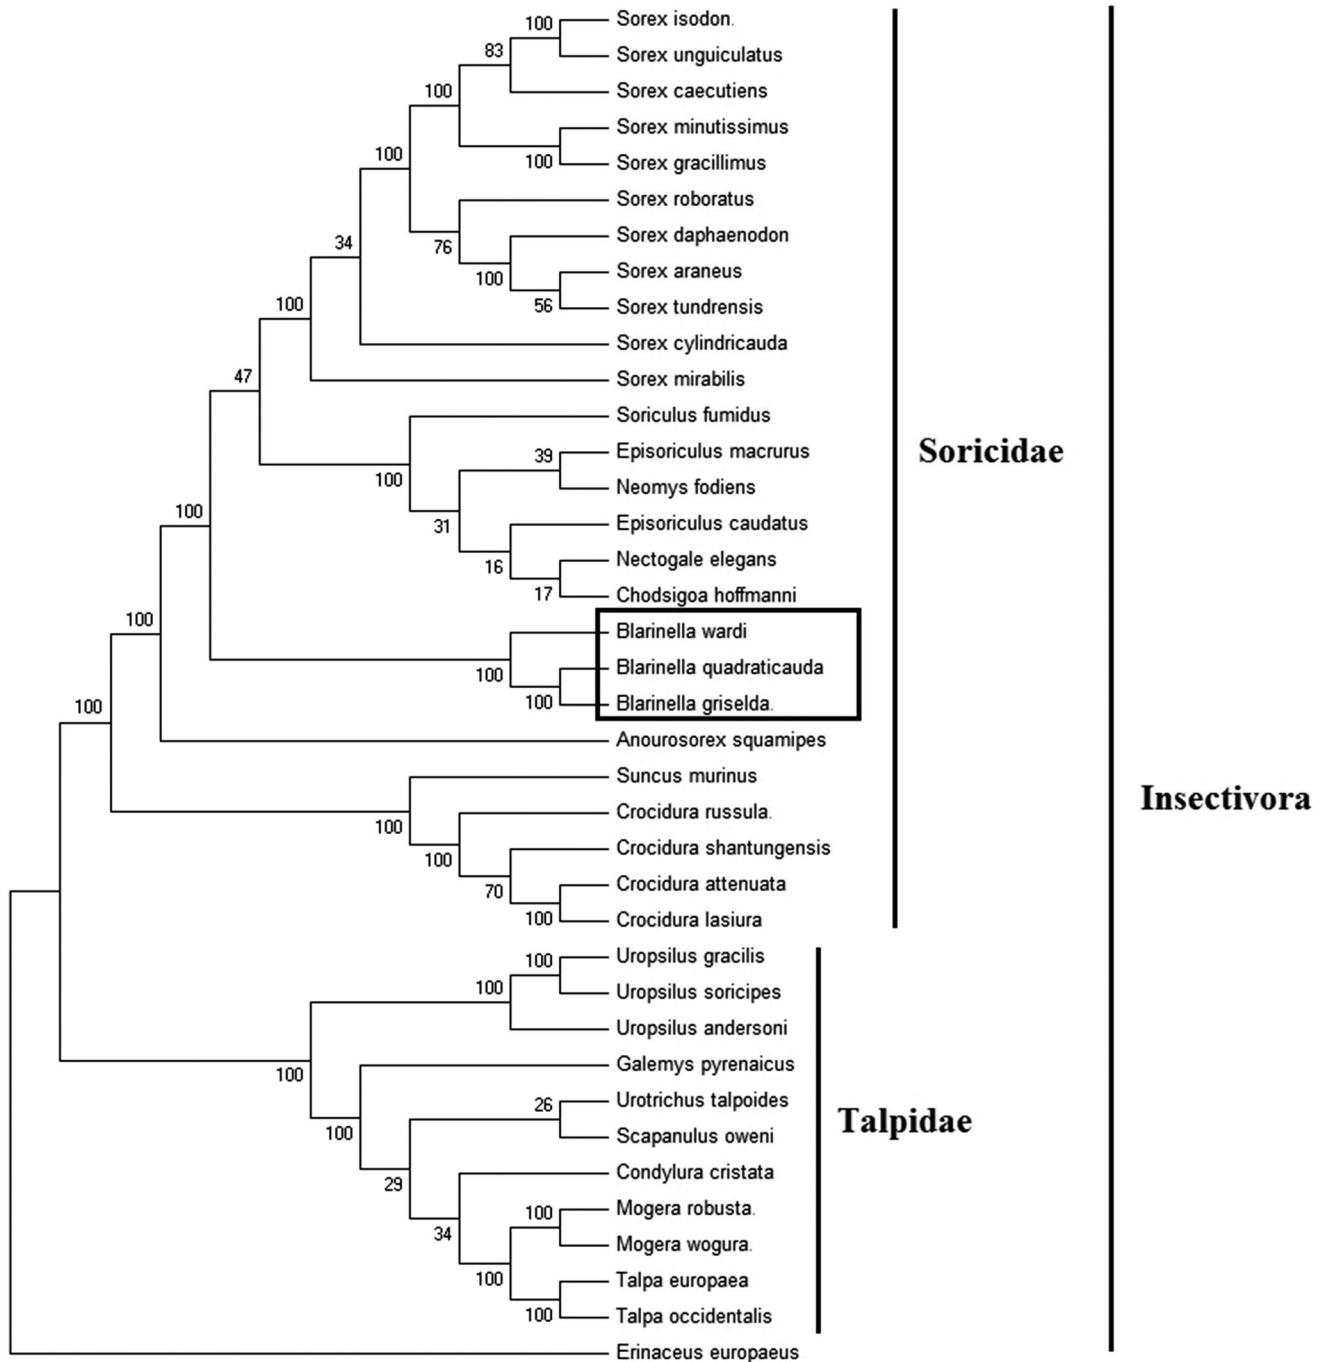 100
Sorex isodon.
83
Sorex unguiculatus
100
Sorex caecutiens
Sorex minutissimus
100
Sorex gracillimus
100
Sorex roboratus
76
Sorex daphaenodon
34
100
Sorex araneus
56
Sorex tundrensis
100
Sorex cylindricauda
47
Sorex mirabilis
Soriculus fumidus
100
39
Episoriculus macrurus
Neomys fodiens
31
Episoriculus caudatus
16
Nectogale elegans
17
Chodsigoa hoffmanni
100
Blarinella wardi
100
Blarinella quadraticauda
100
Blarinella griselda.
100
Anourosorex squamipes
100
Suncus murinus
100
Crocidura russula.
100
Crocidura shantungensis
70
Crocidura attenuata
100
Crocidura lasiura
Soricidae
Insectivora
100
Uropsilus gracilis
100
Uropsilus soricipes
Uropsilus andersoni
100
Galemys pyrenaicus
100
26
Urotrichus talpoides
Scapanulus oweni
29
Condylura cristata
34
100
Mogera robusta.
Mogera wogura.
100
Talpa europaea
100
Talpa occidentalis
Talpidae
Erinaceus europaeus